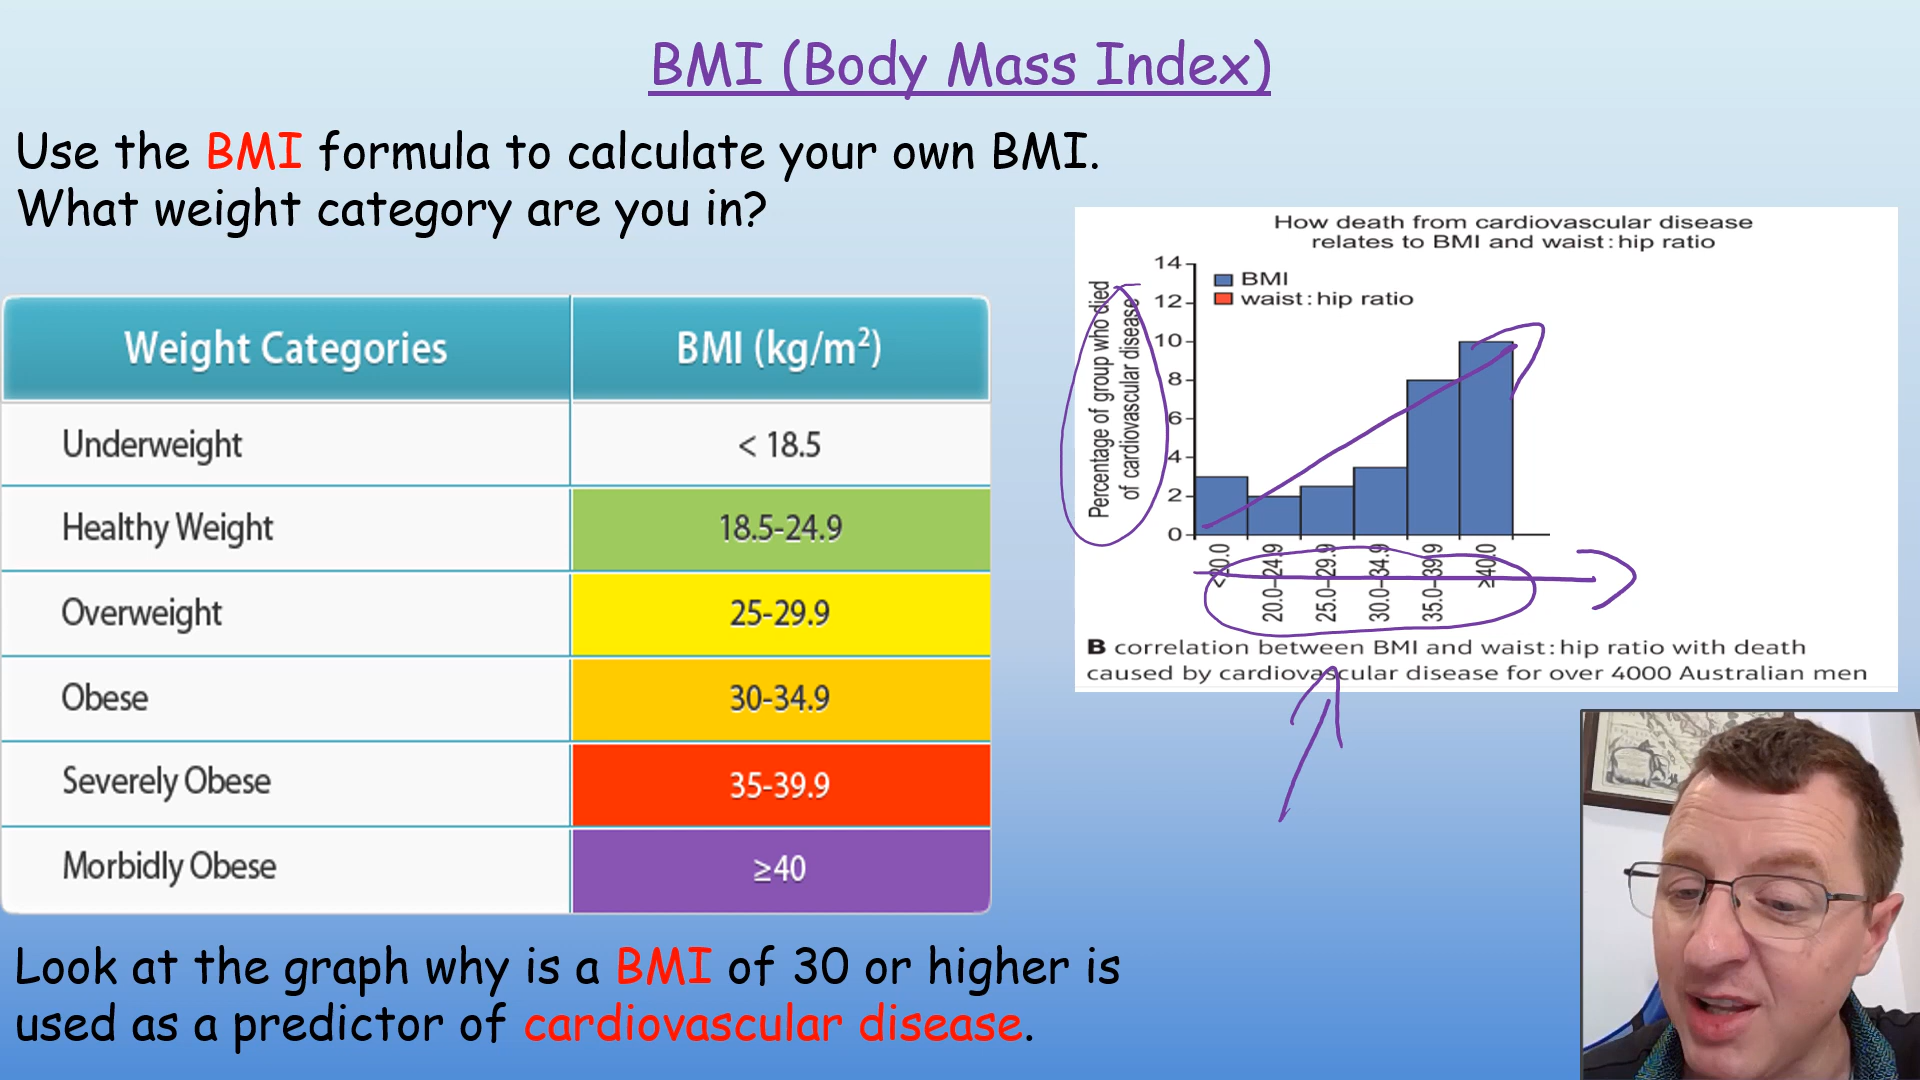 BMI (Body Mass Index)
Use the BMI formula to calculate your own BMI.
What weight category are you in?
Weight Categories BMI (kg/m²)
Underweight < 18.5
Healthy Weight 18.5-24.9
Overweight 25-29.9
Obese 30-34.9
Severely Obese 35-39.9
Morbidly Obese ≥40
Look at the graph why is a BMI of 30 or higher is
used as a predictor of cardiovascular disease.
How death from cardiovascular disease
relates to BMI and waist:hip ratio
Percentage of group who died
of cardiovascular disease
14
12
10
8
6
4
2
0
BMI
waist:hip ratio
<20.0
20.0–24.9
25.0–29.9
30.0–34.9
35.0–39.9
≥40.0
B correlation between BMI and waist:hip ratio with death
caused by cardiovascular disease for over 4000 Australian men